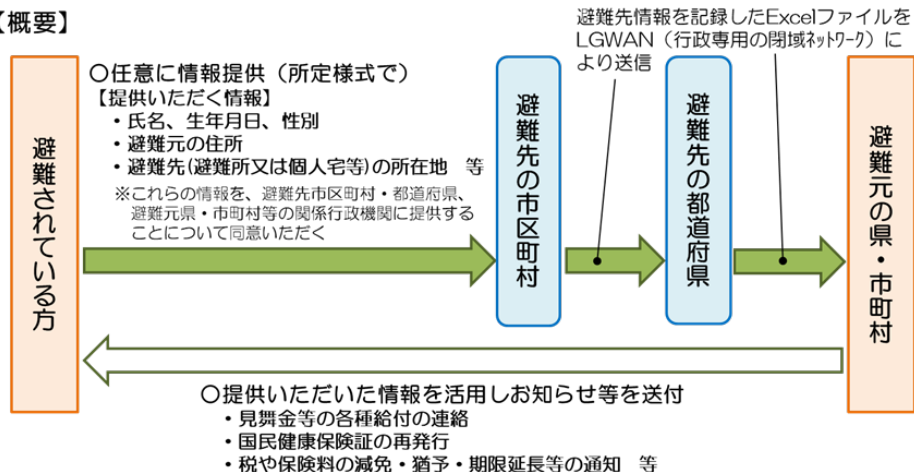 【概要】
避難先情報を記録したExcelファイルを
LGWAN（行政専用の閉域ﾈｯﾄﾜｰｸ）に
より送信
避難されている方
〇任意に情報提供（所定様式で）
【提供いただく情報】
・氏名、生年月日、性別
・避難元の住所
・避難先(避難所又は個人宅等)の所在地　等
※これらの情報を、避難先市区町村・都道府県、
避難元県・市町村等の関係行政機関に提供する
ことについて同意いただく
避難先の市区町村
避難先の都道府県
避難元の県・市町村
〇提供いただいた情報を活用しお知らせ等を送付
・見舞金等の各種給付の連絡
・国民健康保険証の再発行
・税や保険料の減免・猶予・期限延長等の通知　等